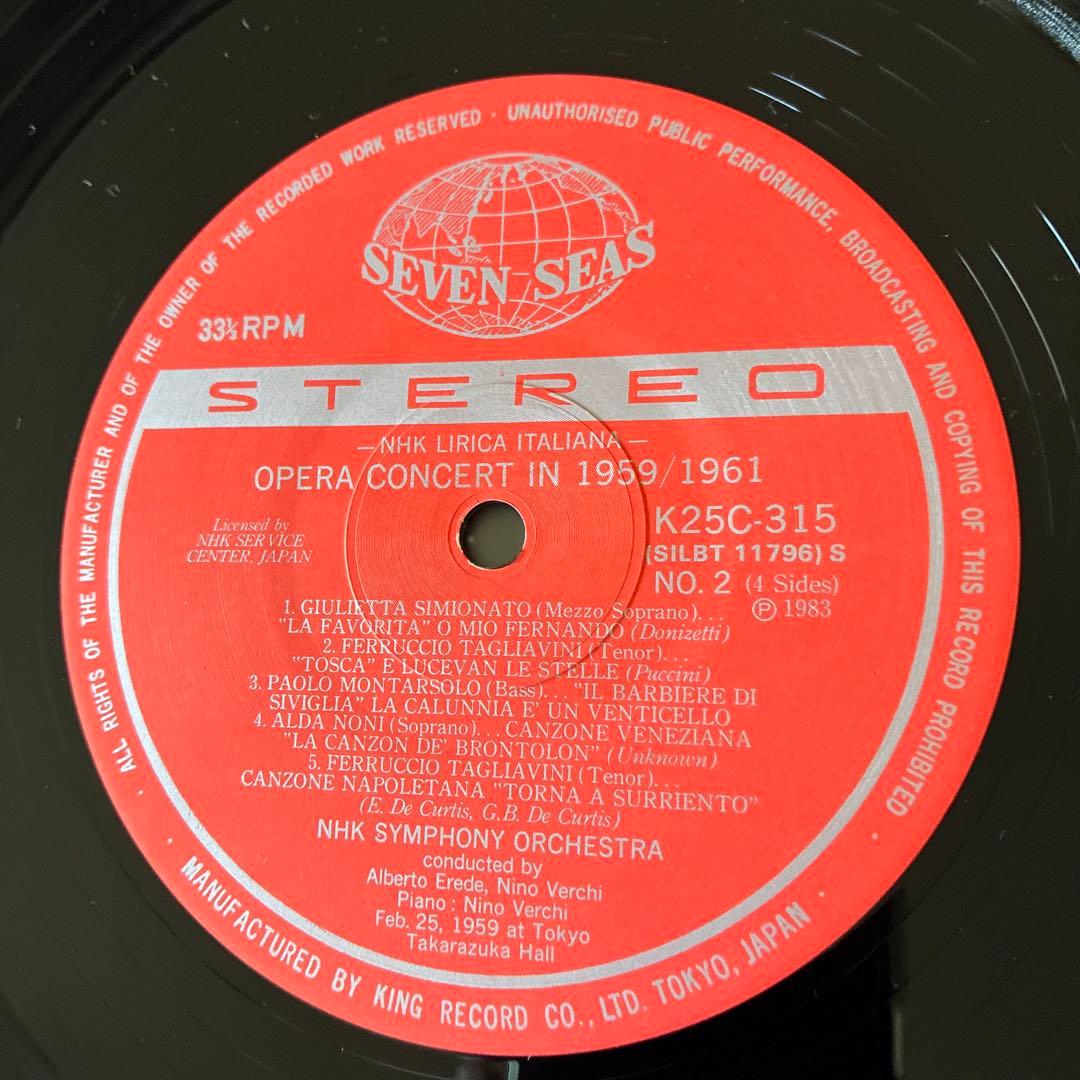 ALL RIGHTS OF THE MANUFACTURER AND OF THE OWNER OF THE RECORDED WORK RESERVED · UNAUTHORISED PUBLIC PERFORMANCE, BROADCASTING AND COPYING OF THIS RECORD PROHIBITED ·
SEVEN SEAS
33⅓ RPM
STEREO
— NHK LIRICA ITALIANA —
OPERA CONCERT IN 1959/1961
Licensed by
NHK SERVICE
CENTER, JAPAN
K25C-315
(SILBT 11796) S
NO. 2 (4 Sides)
℗ 1983
1. GIULIETTA SIMIONATO (Mezzo Soprano)...
"LA FAVORITA" O MIO FERNANDO (Donizetti)
2. FERRUCCIO TAGLIAVINI (Tenor)...
"TOSCA" E LUCEVAN LE STELLE (Puccini)
3. PAOLO MONTARSOLO (Bass)... "IL BARBIERE DI
SIVIGLIA" LA CALUNNIA E' UN VENTICELLO
4. ALDA NONI (Soprano)... CANZONE VENEZIANA
"LA CANZON DE' BRONTOLON" (Unknown)
5. FERRUCCIO TAGLIAVINI (Tenor)...
CANZONE NAPOLETANA "TORNA A SURRIENTO"
(E. De Curtis, G.B. De Curtis)
NHK SYMPHONY ORCHESTRA
conducted by
Alberto Erede, Nino Verchi
Piano : Nino Verchi
Feb. 25, 1959 at Tokyo
Takarazuka Hall
· MANUFACTURED BY KING RECORD CO., LTD. TOKYO, JAPAN ·